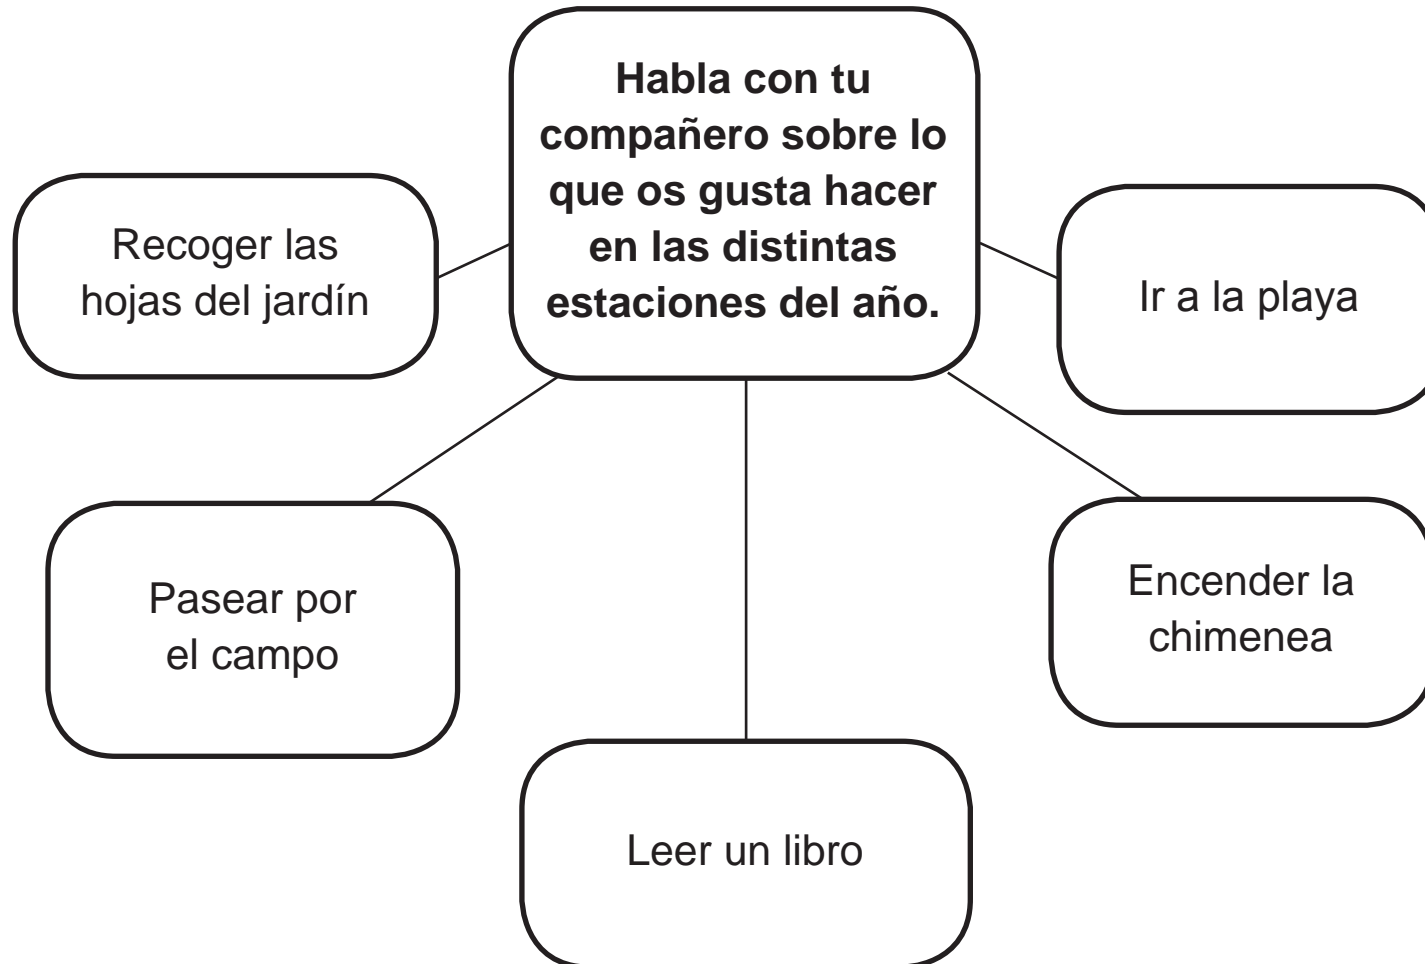 Habla con tu
compañero sobre lo
que os gusta hacer
en las distintas
estaciones del año.
Recoger las
hojas del jardín
Ir a la playa
Pasear por
el campo
Encender la
chimenea
Leer un libro